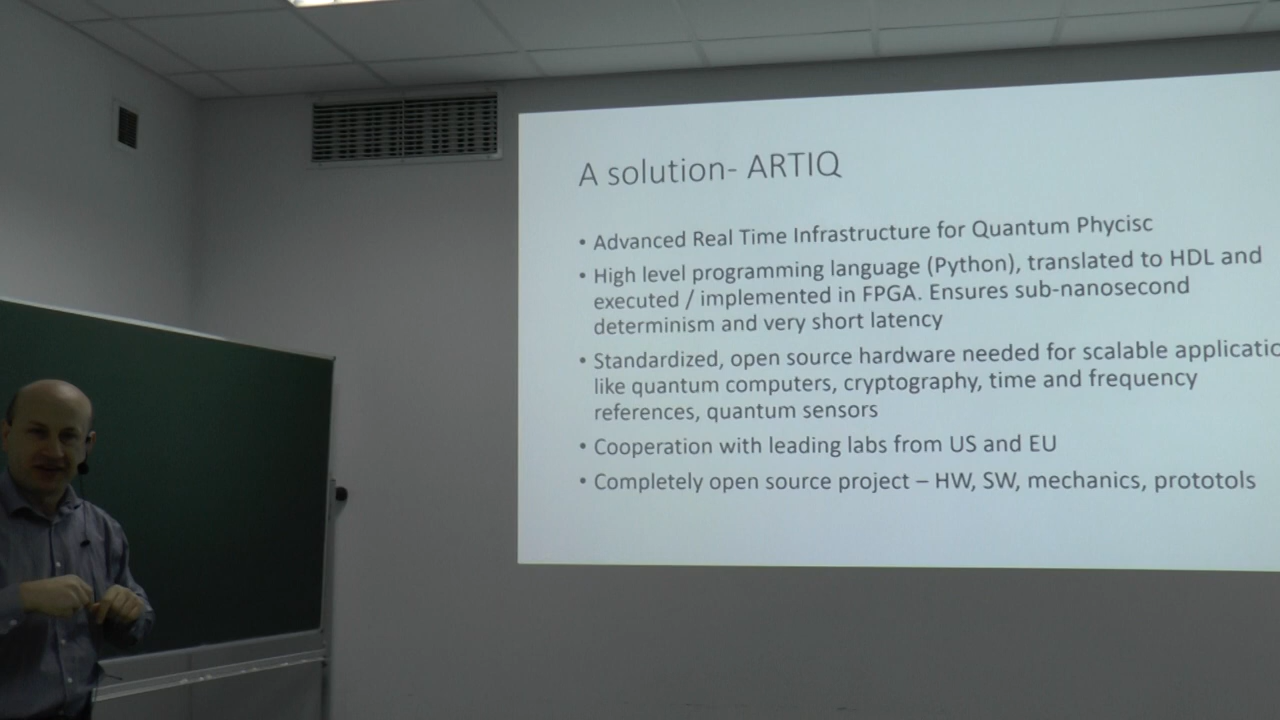 A solution- ARTIQ
• Advanced Real Time Infrastructure for Quantum Phycisc
• High level programming language (Python), translated to HDL and
executed / implemented in FPGA. Ensures sub-nanosecond
determinism and very short latency
• Standardized, open source hardware needed for scalable applicatio
like quantum computers, cryptography, time and frequency
references, quantum sensors
• Cooperation with leading labs from US and EU
• Completely open source project – HW, SW, mechanics, prototols